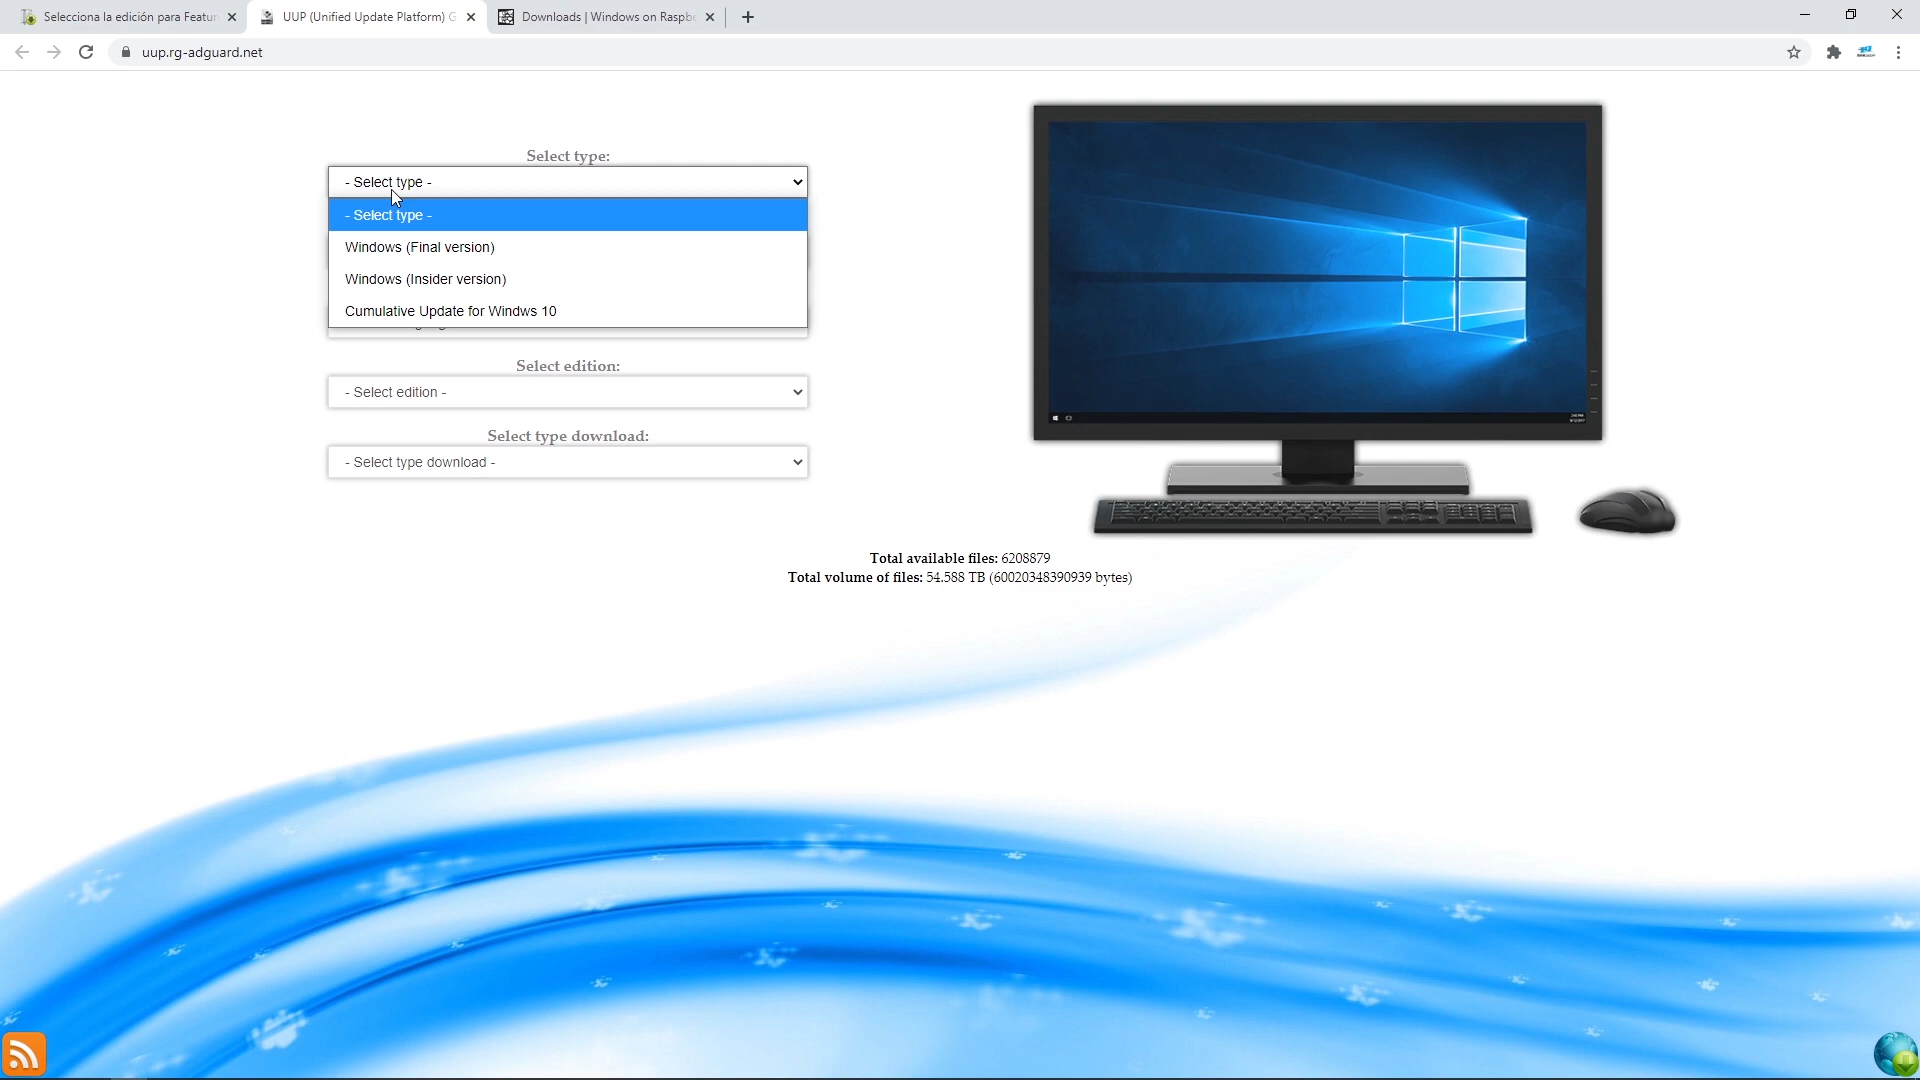 Selecciona la edición para Featur
UUP (Unified Update Platform) G
Downloads | Windows on Raspbe
uup.rg-adguard.net
Select type:
- Select type -
- Select type -
Windows (Final version)
Windows (Insider version)
Cumulative Update for Windws 10
Select edition:
- Select edition -
Select type download:
- Select type download -
Total available files: 6208879
Total volume of files: 54.588 TB (60020348390939 bytes)